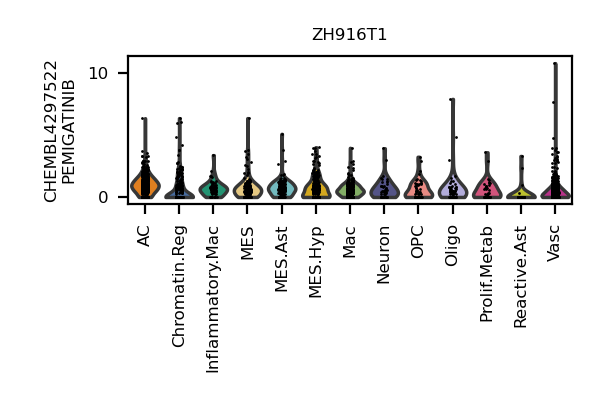 ZH916T1
CHEMBL4297522
PEMIGATINIB
10
0
AC
Chromatin.Reg
Inflammatory.Mac
MES
MES.Ast
MES.Hyp
Mac
Neuron
OPC
Oligo
Prolif.Metab
Reactive.Ast
Vasc